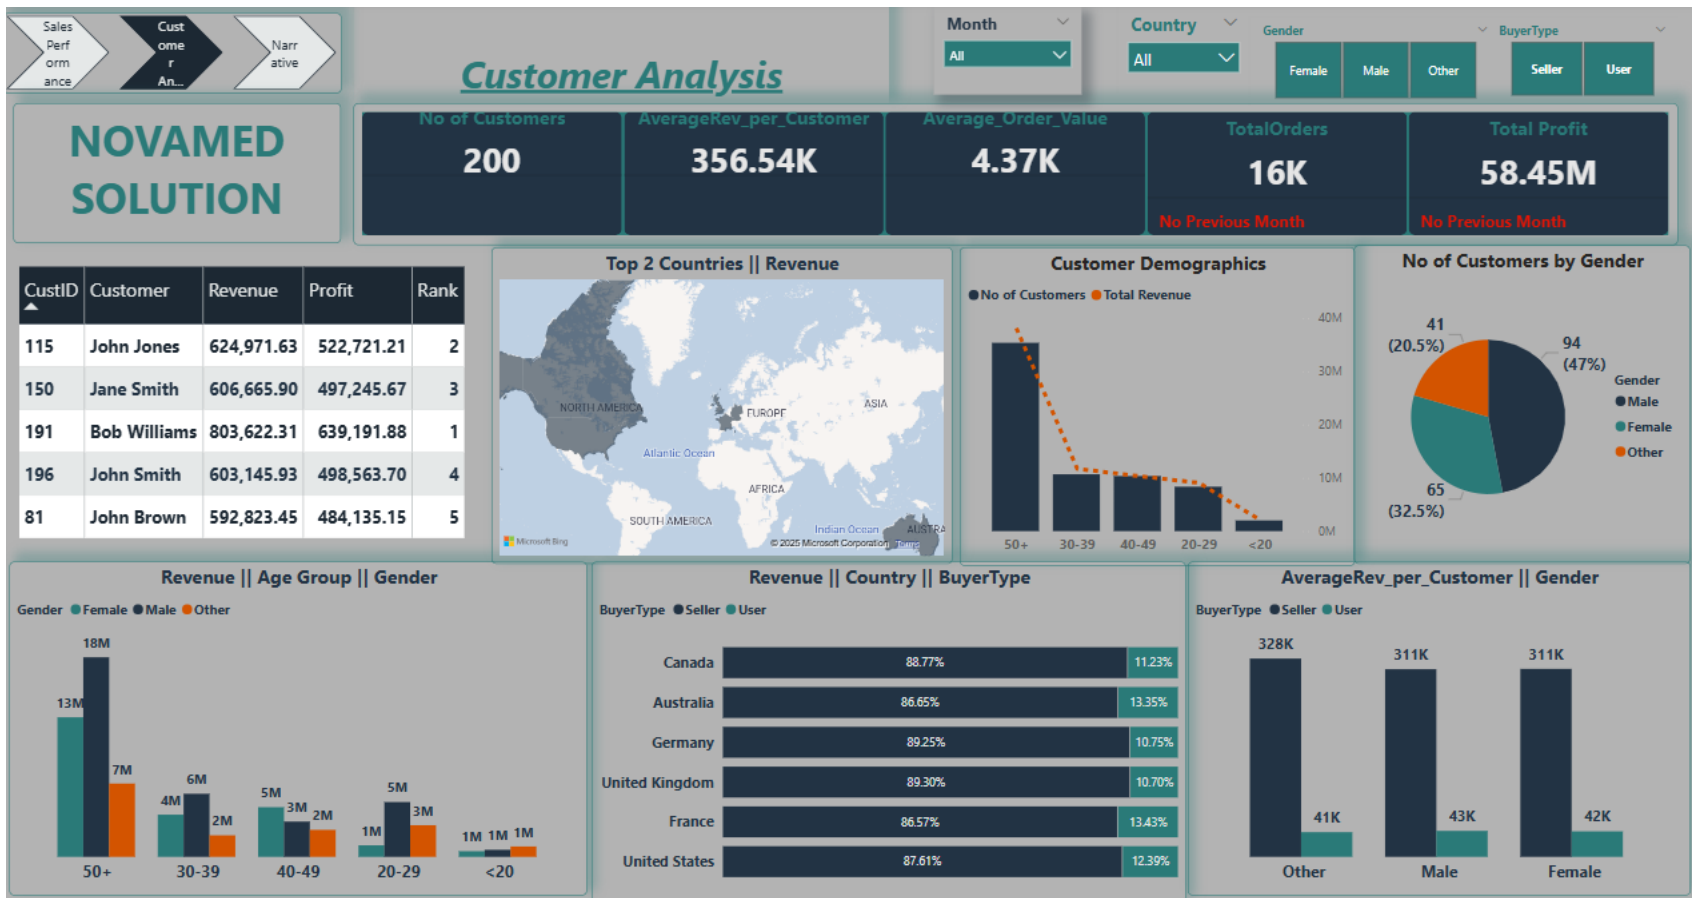 Sales
Perf
orm
ance
Cust
ome
r
An...
Narr
ative
Customer Analysis
Month
All
Country
All
Gender
Female Male Other
BuyerType
Seller User
NOVAMED
SOLUTION
No of Customers
200
AverageRev_per_Customer
356.54K
Average_Order_Value
4.37K
TotalOrders
16K
No Previous Month
Total Profit
58.45M
No Previous Month
CustID Customer Revenue Profit Rank
115 John Jones 624,971.63 522,721.21 2
150 Jane Smith 606,665.90 497,245.67 3
191 Bob Williams 803,622.31 639,191.88 1
196 John Smith 603,145.93 498,563.70 4
81 John Brown 592,823.45 484,135.15 5
Top 2 Countries || Revenue
NORTH AMERICA
EUROPE
ASIA
Atlantic Ocean
AFRICA
SOUTH AMERICA
Indian Ocean
AUSTRA
Microsoft Bing
© 2025 Microsoft Corporation Terms
Customer Demographics
No of Customers Total Revenue
40M
30M
20M
10M
0M
50+ 30-39 40-49 20-29 <20
No of Customers by Gender
41
(20.5%)
94
(47%)
65
(32.5%)
Gender
Male
Female
Other
Revenue || Age Group || Gender
Gender Female Male Other
13M 18M 7M
4M 6M 2M
5M 3M 2M
1M 5M 3M
1M 1M 1M
50+ 30-39 40-49 20-29 <20
Revenue || Country || BuyerType
BuyerType Seller User
Canada 88.77% 11.23%
Australia 86.65% 13.35%
Germany 89.25% 10.75%
United Kingdom 89.30% 10.70%
France 86.57% 13.43%
United States 87.61% 12.39%
AverageRev_per_Customer || Gender
BuyerType Seller User
328K 41K
311K 43K
311K 42K
Other Male Female